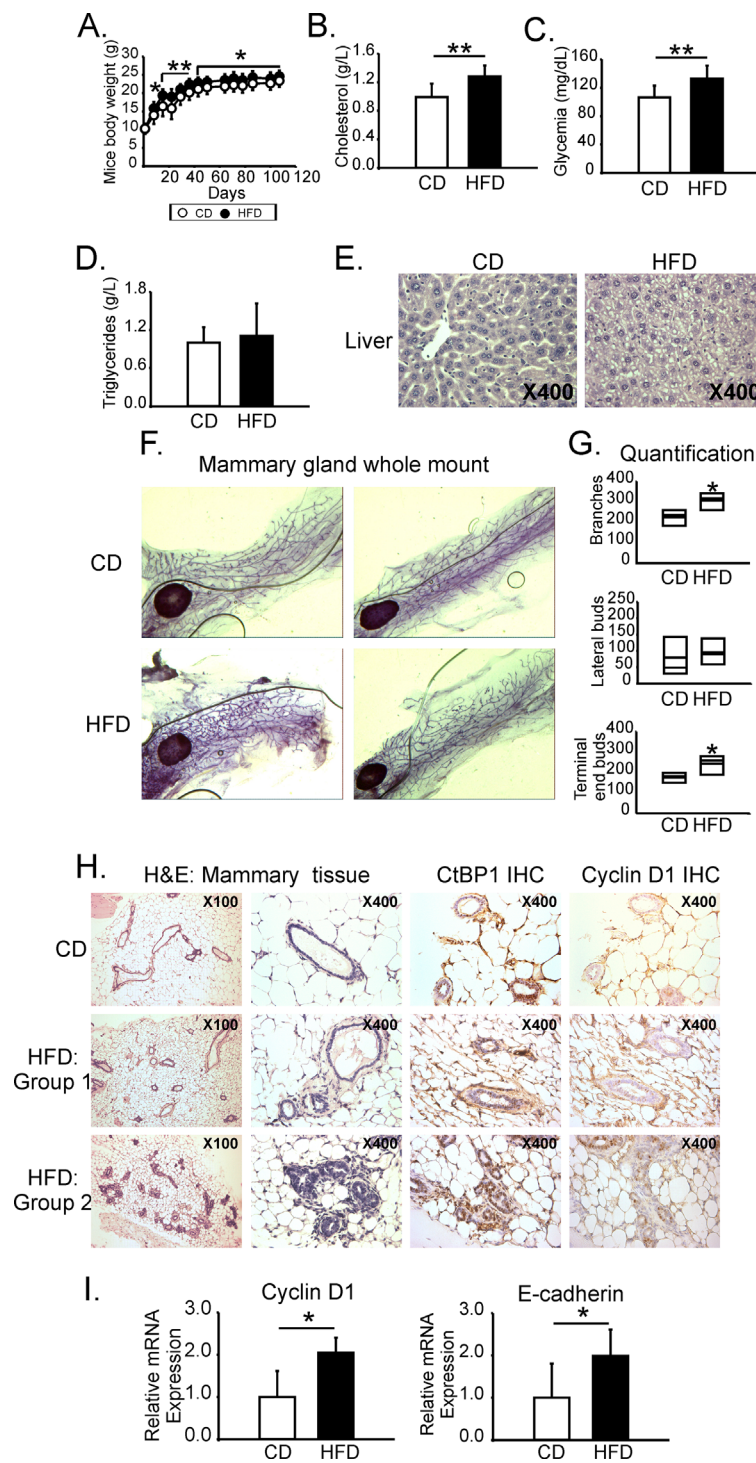 A.
Mice body weight (g)
30
25
20
15
10
5
0
*
**
*
20 40 60 80 100 120
Days
CD HFD
B.
Cholesterol (g/L)
1.6
1.2
0.8
0.4
0.0
**
CD HFD
C.
Glycemia (mg/dL)
160
120
80
40
0
**
CD HFD
D.
Triglycerides (g/L)
1.8
1.2
0.6
0.0
CD HFD
E.
CD HFD
Liver
X400
X400
F.
Mammary gland whole mount
CD
HFD
G.
Quantification
Branches
400
300
200
100
0
*
CD HFD
Lateral buds
250
200
150
100
50
0
CD HFD
Terminal
end buds
400
300
200
100
0
*
CD HFD
H.
H&E: Mammary tissue
CtBP1 IHC
Cyclin D1 IHC
CD
X100
X400
X400
X400
HFD:
Group 1
X100
X400
X400
X400
HFD:
Group 2
X100
X400
X400
X400
I.
Cyclin D1
Relative mRNA
Expression
3.0
2.0
1.0
0.0
*
CD HFD
E-cadherin
Relative mRNA
Expression
3.0
2.0
1.0
0.0
*
CD HFD